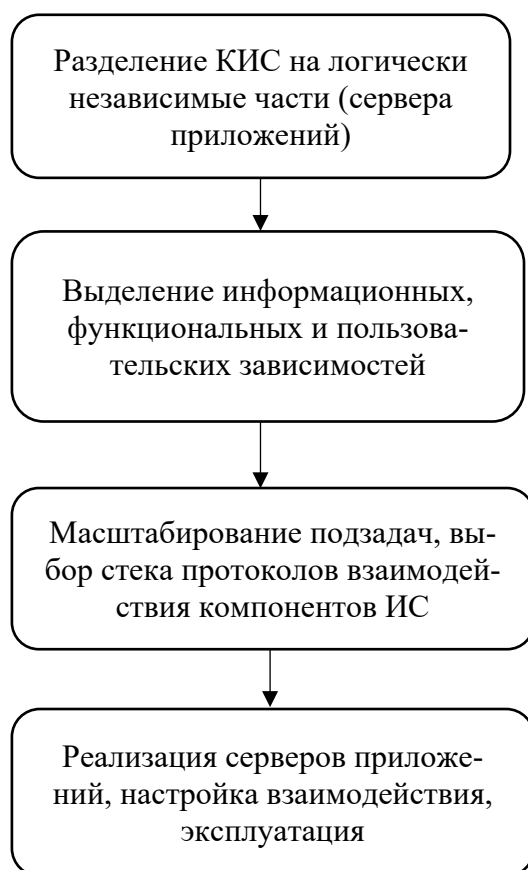 Разделение КИС на логически
независимые части (сервера
приложений)
Выделение информационных,
функциональных и пользова-
тельских зависимостей
Масштабирование подзадач, вы-
бор стека протоколов взаимодей-
ствия компонентов ИС
Реализация серверов приложе-
ний, настройка взаимодействия,
эксплуатация